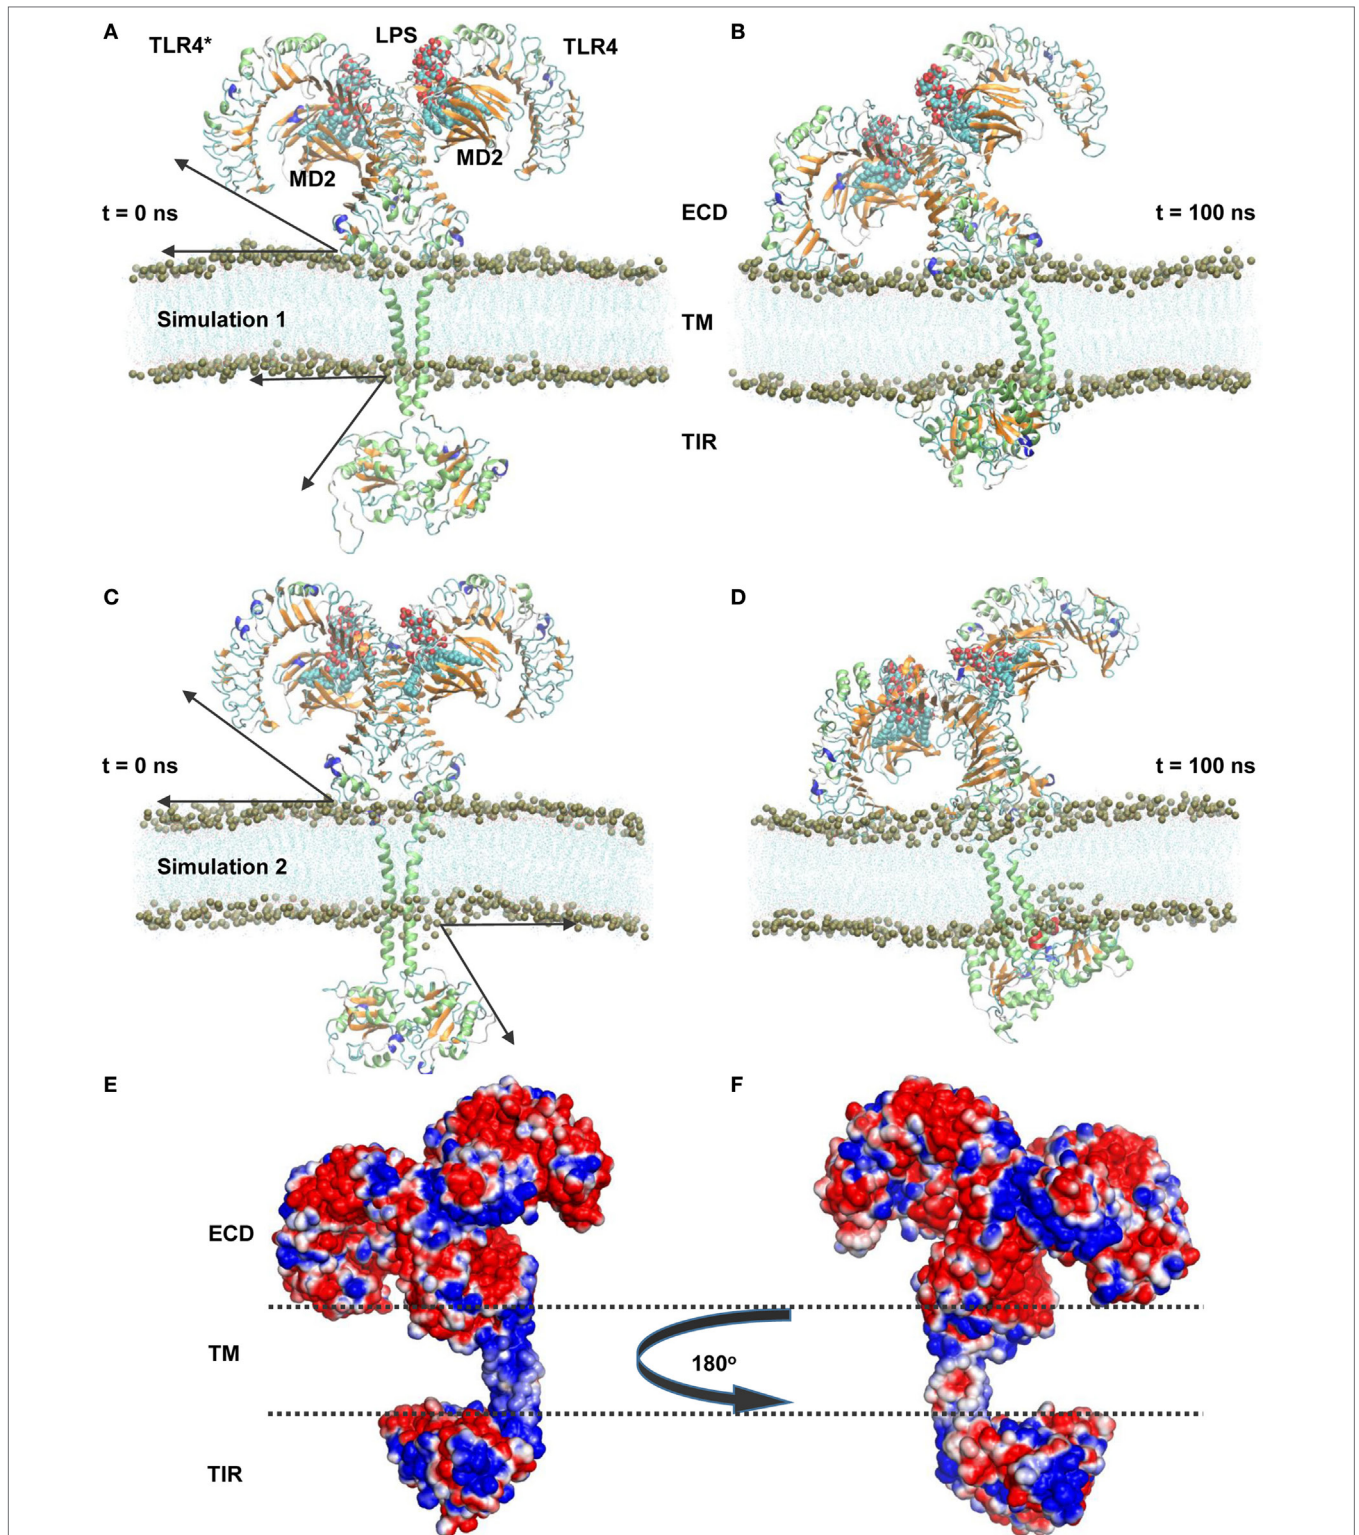 A
B
TLR4*
LPS
TLR4
MD2
MD2
t = 0 ns
ECD
t = 100 ns
Simulation 1
TM
TIR
C
D
t = 0 ns
t = 100 ns
Simulation 2
E
F
ECD
TM
180º
TIR